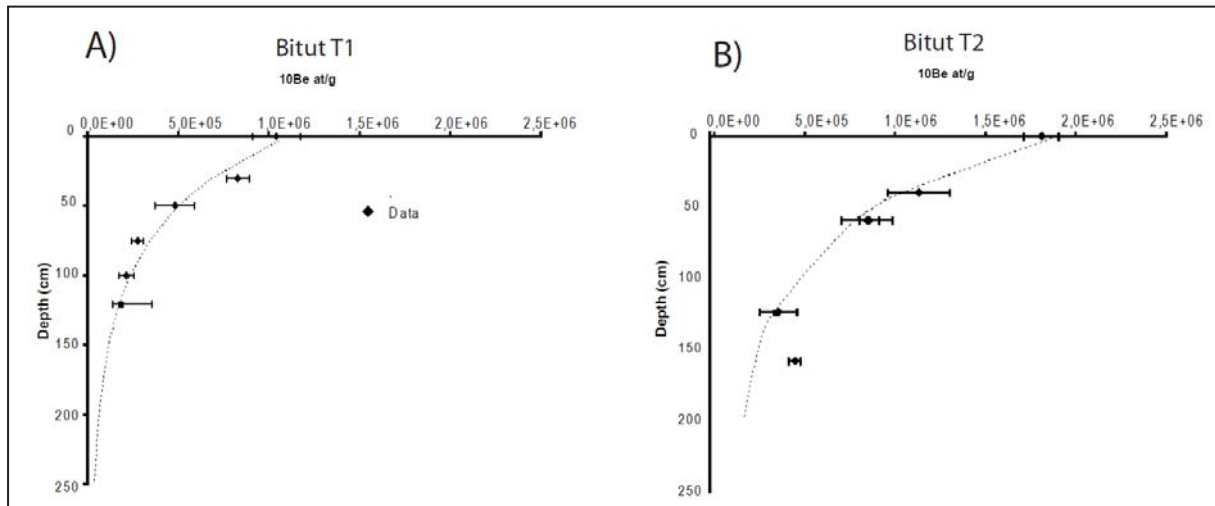 A)
Bitut T1
10Be at/g
0,0E+00 5,0E+05 1,0E+06 1,5E+06 2,0E+06 2,5E+06
0
50
100
150
200
250
Depth (cm)
Data
B)
Bitut T2
10Be at/g
0,0E+00 5,0E+05 1,0E+06 1,5E+06 2,0E+06 2,5E+06
0
50
100
150
200
250
Depth (cm)